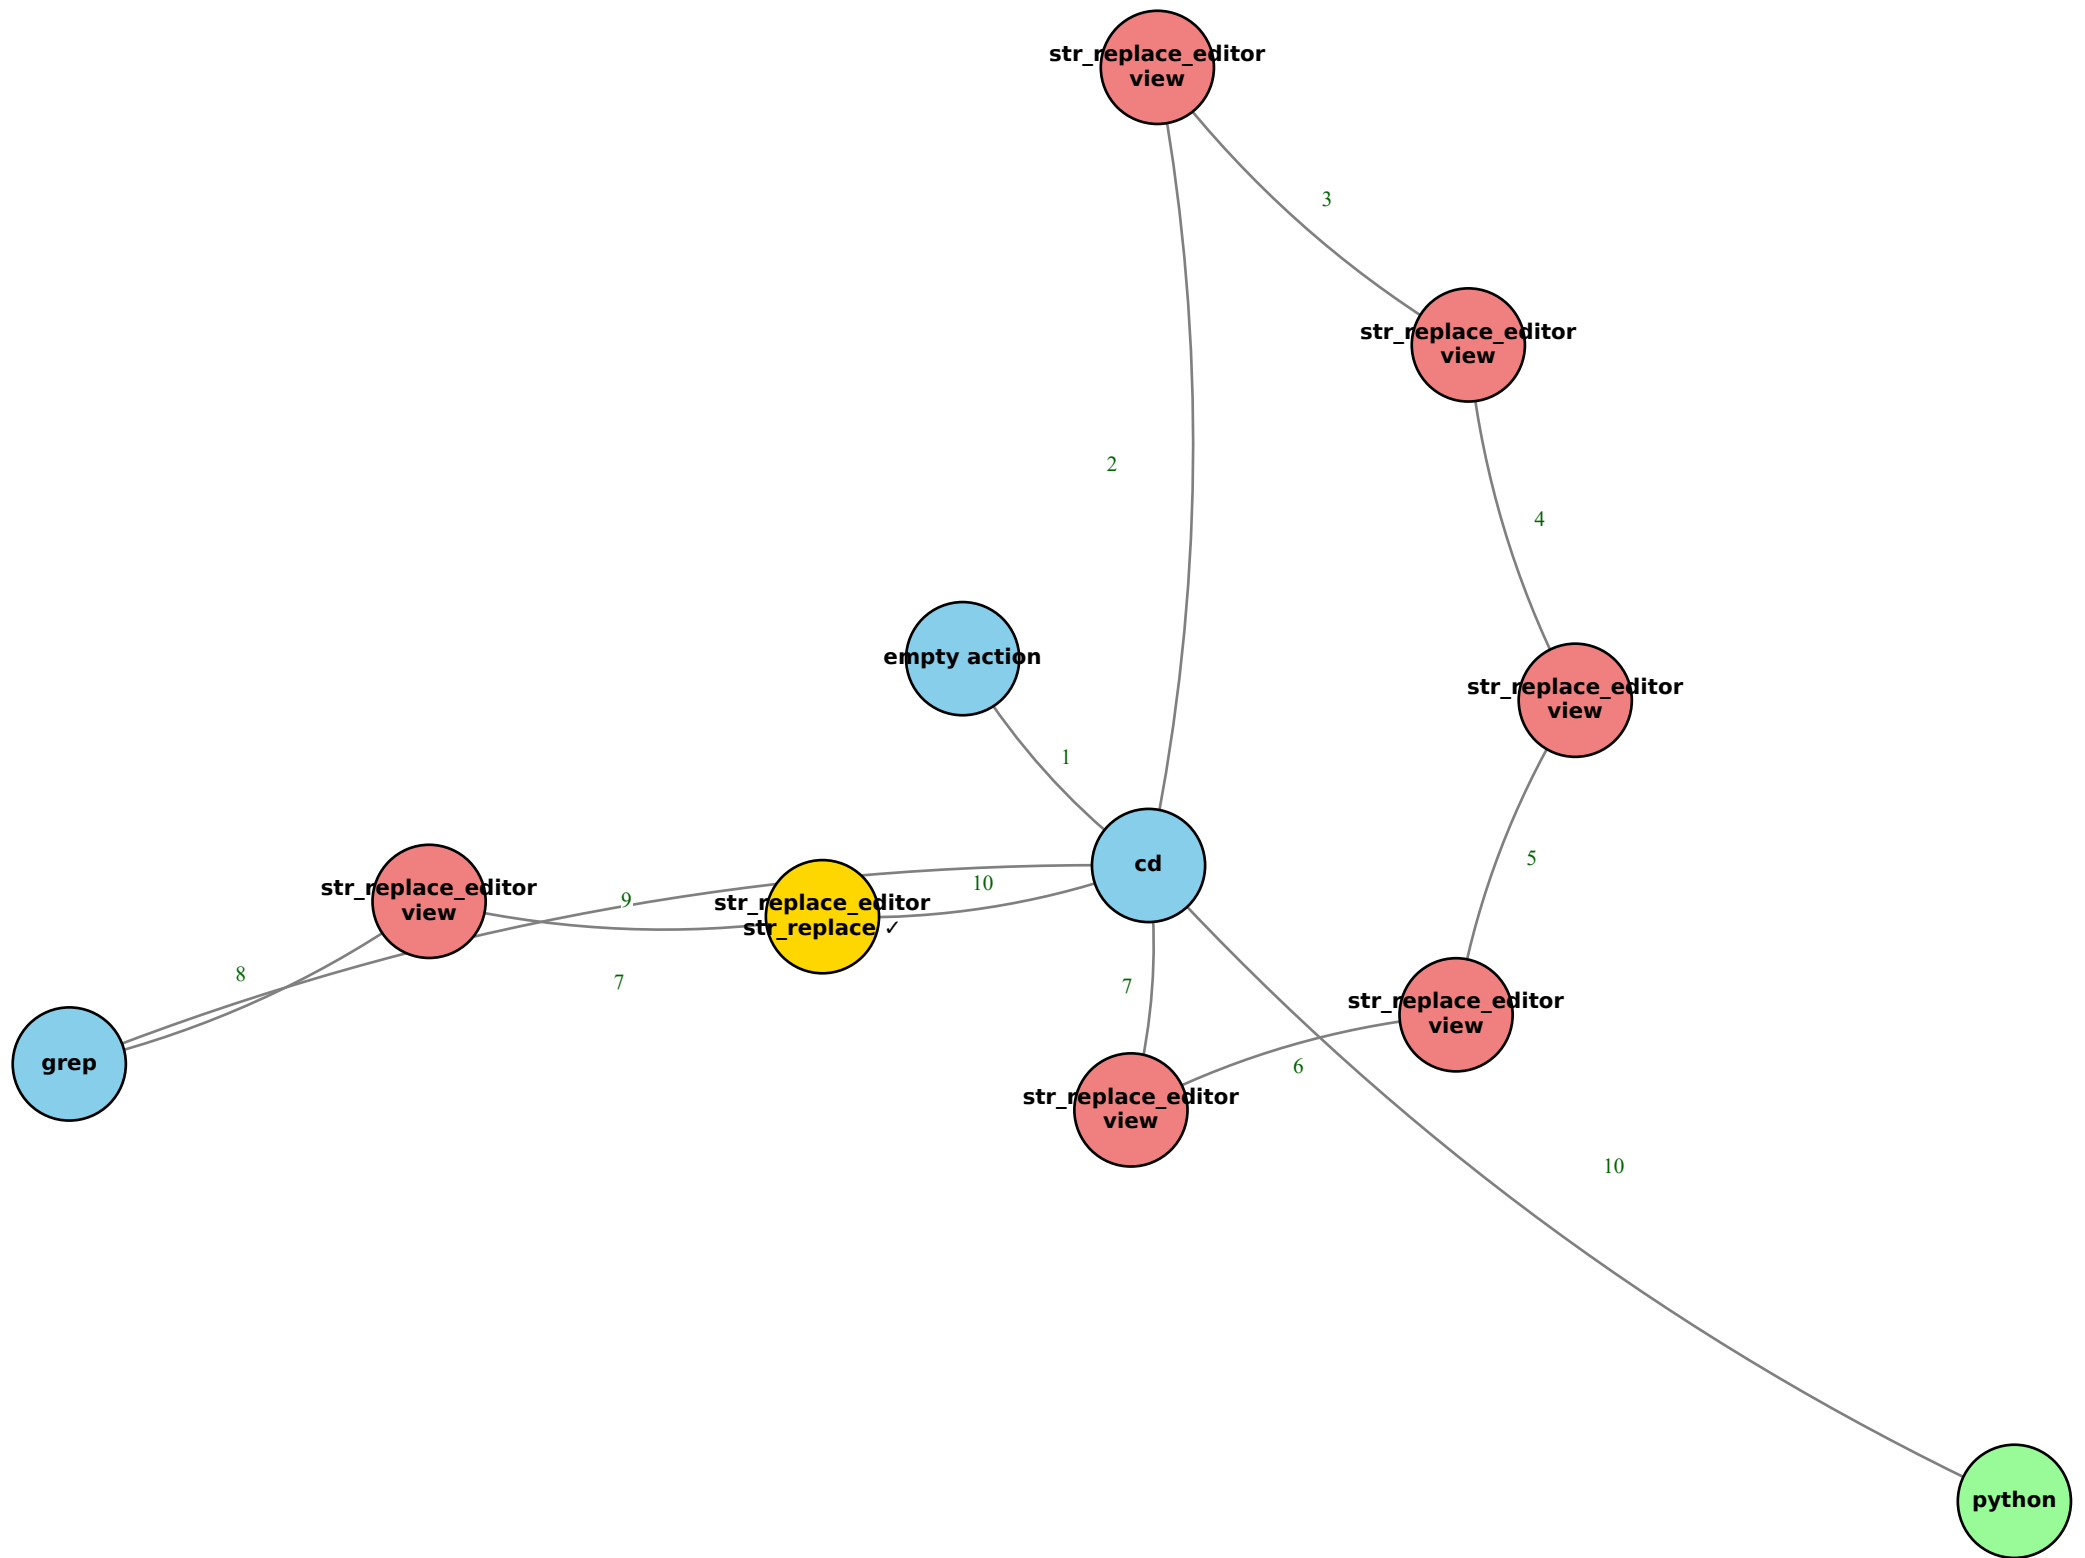 str_replace_editor
view
3
str_replace_editor
view
2
4
empty action
str_replace_editor
view
1
5
cd
str_replace_editor
view
9
10
str_replace_editor
str_replace ✓
8
7
7
str_replace_editor
view
grep
6
str_replace_editor
view
10
python